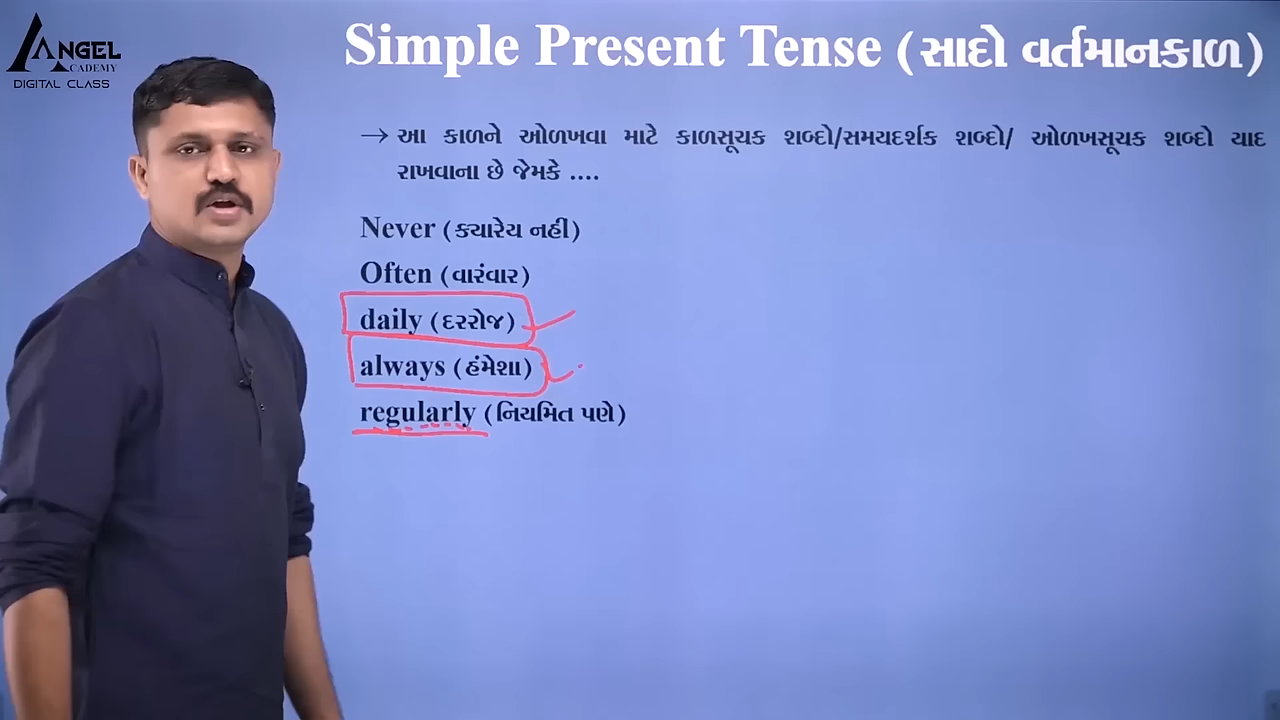 ANGEL
ACADEMY
DIGITAL CLASS
Simple Present Tense (સાદો વર્તમાનકાળ)
→ આ કાળને ઓળખવા માટે કાળસૂચક શબ્દો/સમયદર્શક શબ્દો/ ઓળખસૂચક શબ્દો યાદ
રાખવાના છે જેમકે ....
Never (ક્યારેય નહીં)
Often (વારંવાર)
daily (દરરોજ)
always (હંમેશા)
regularly (નિયમિત પણે)